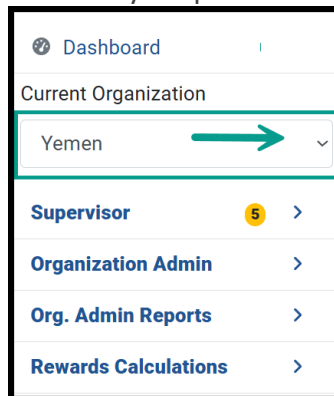 Dashboard
Current Organization
Yemen
Supervisor 5
Organization Admin
Org. Admin Reports
Rewards Calculations